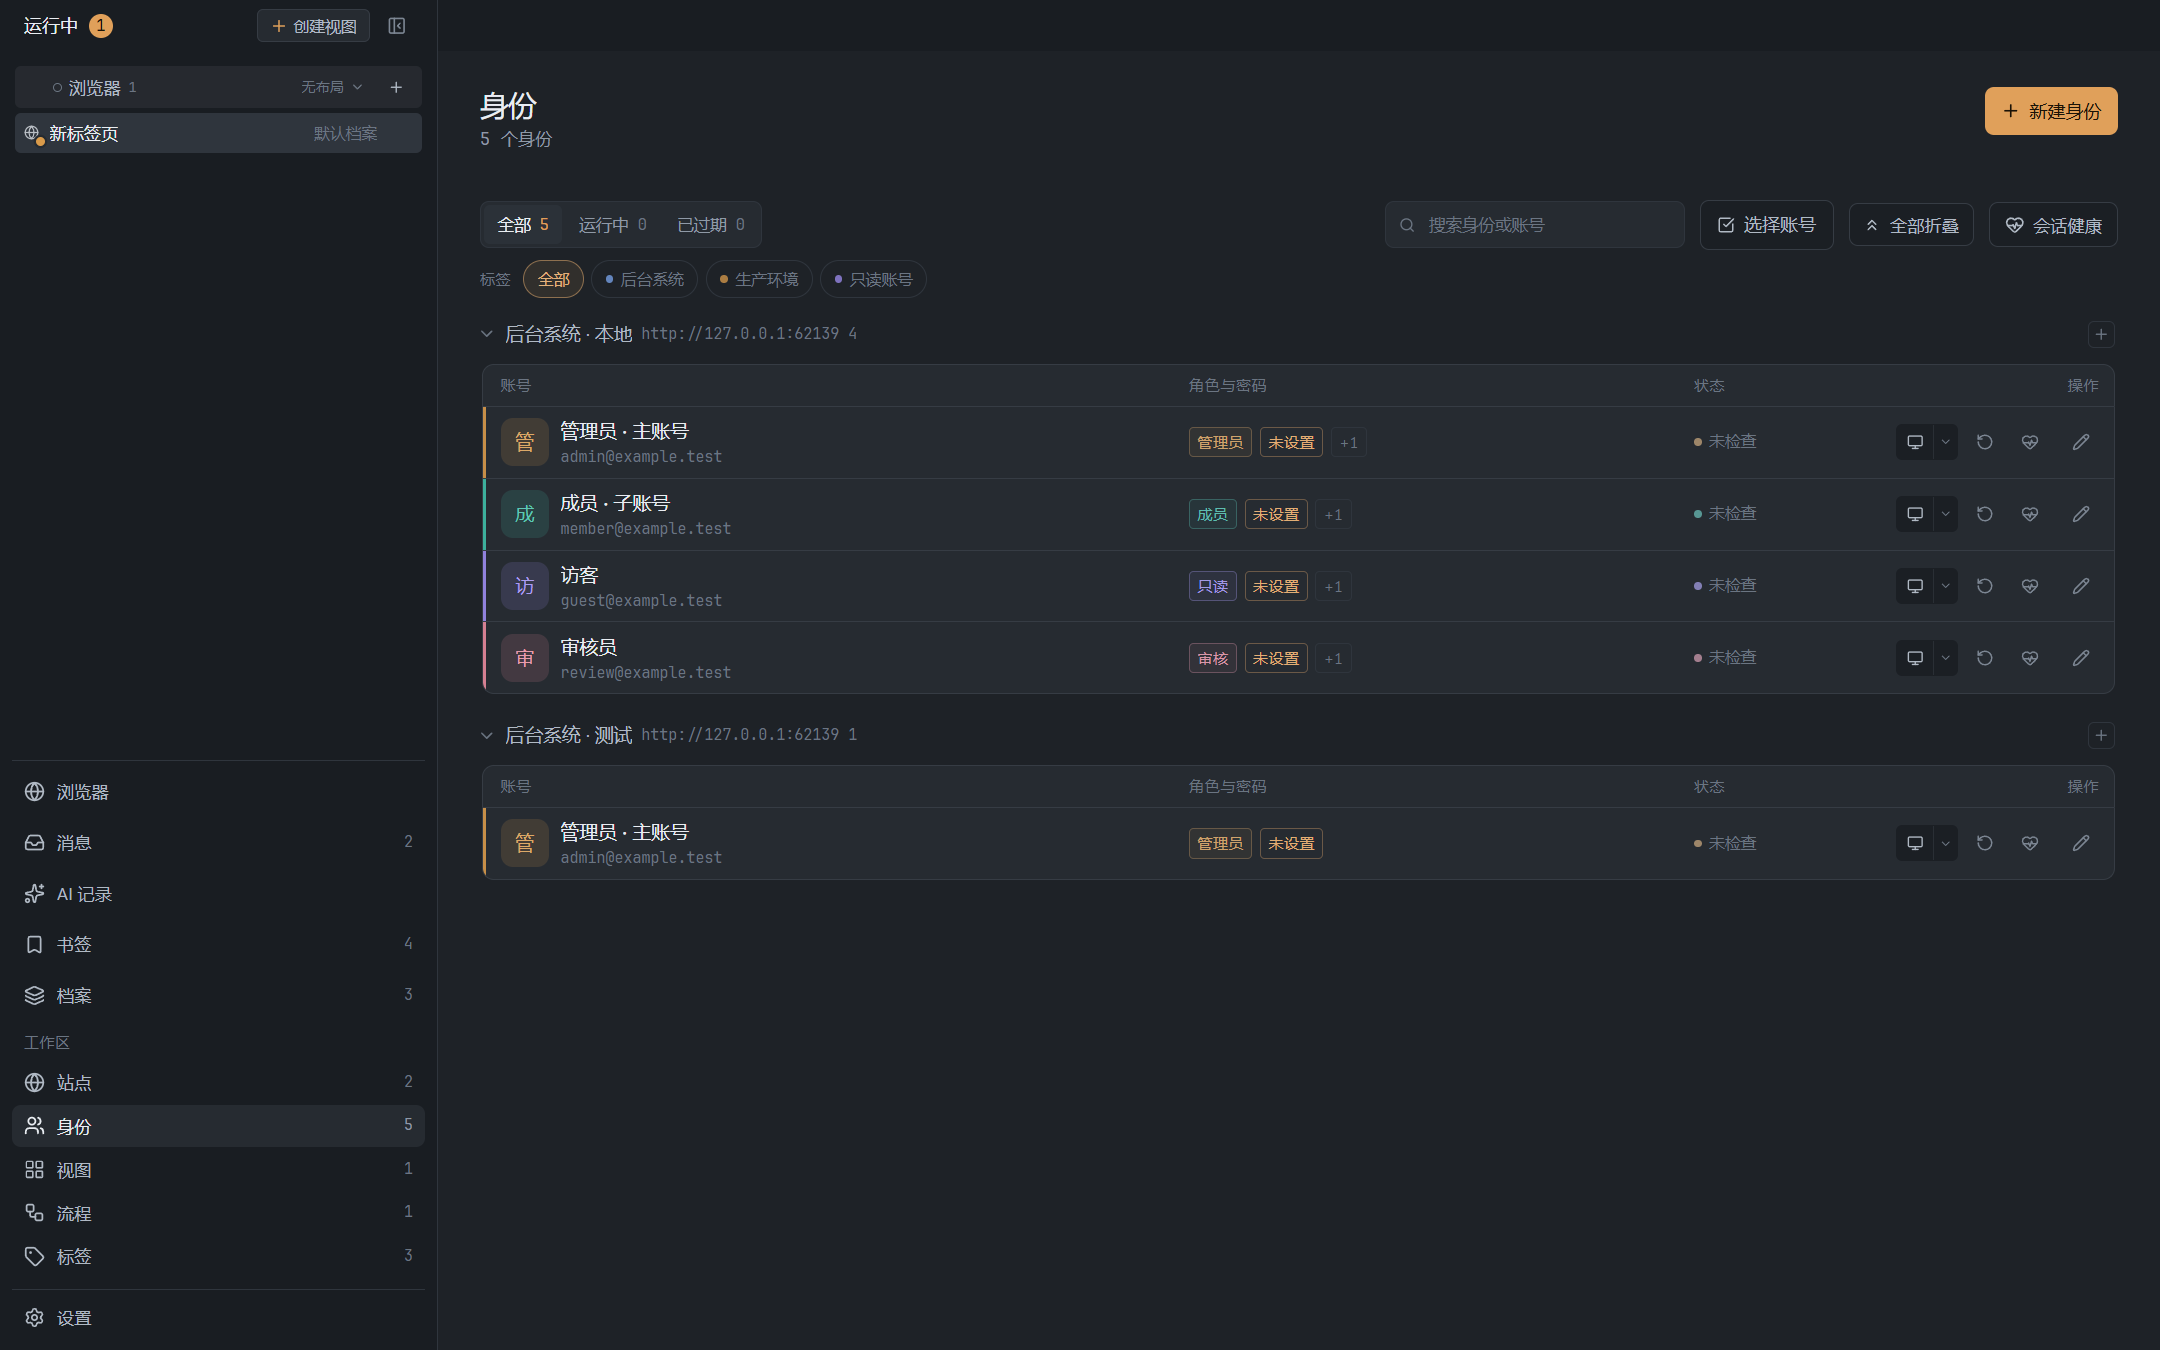 运行中 1
创建视图
浏览器 1 无布局
新标签页 默认档案
浏览器
消息 2
AI 记录
书签 4
档案 3
工作区
站点 2
身份 5
视图 1
流程 1
标签 3
设置
身份
5 个身份
新建身份
全部 5 运行中 0 已过期 0
搜索身份或账号
选择账号
全部折叠
会话健康
标签 全部 后台系统 生产环境 只读账号
后台系统 · 本地 http://127.0.0.1:62139 4
账号 角色与密码 状态 操作
管 管理员 · 主账号 管理员 未设置 +1 未检查
admin@example.test
成 成员 · 子账号 成员 未设置 +1 未检查
member@example.test
访 访客 只读 未设置 +1 未检查
guest@example.test
审 审核员 审核 未设置 +1 未检查
review@example.test
后台系统 · 测试 http://127.0.0.1:62139 1
账号 角色与密码 状态 操作
管 管理员 · 主账号 管理员 未设置 未检查
admin@example.test